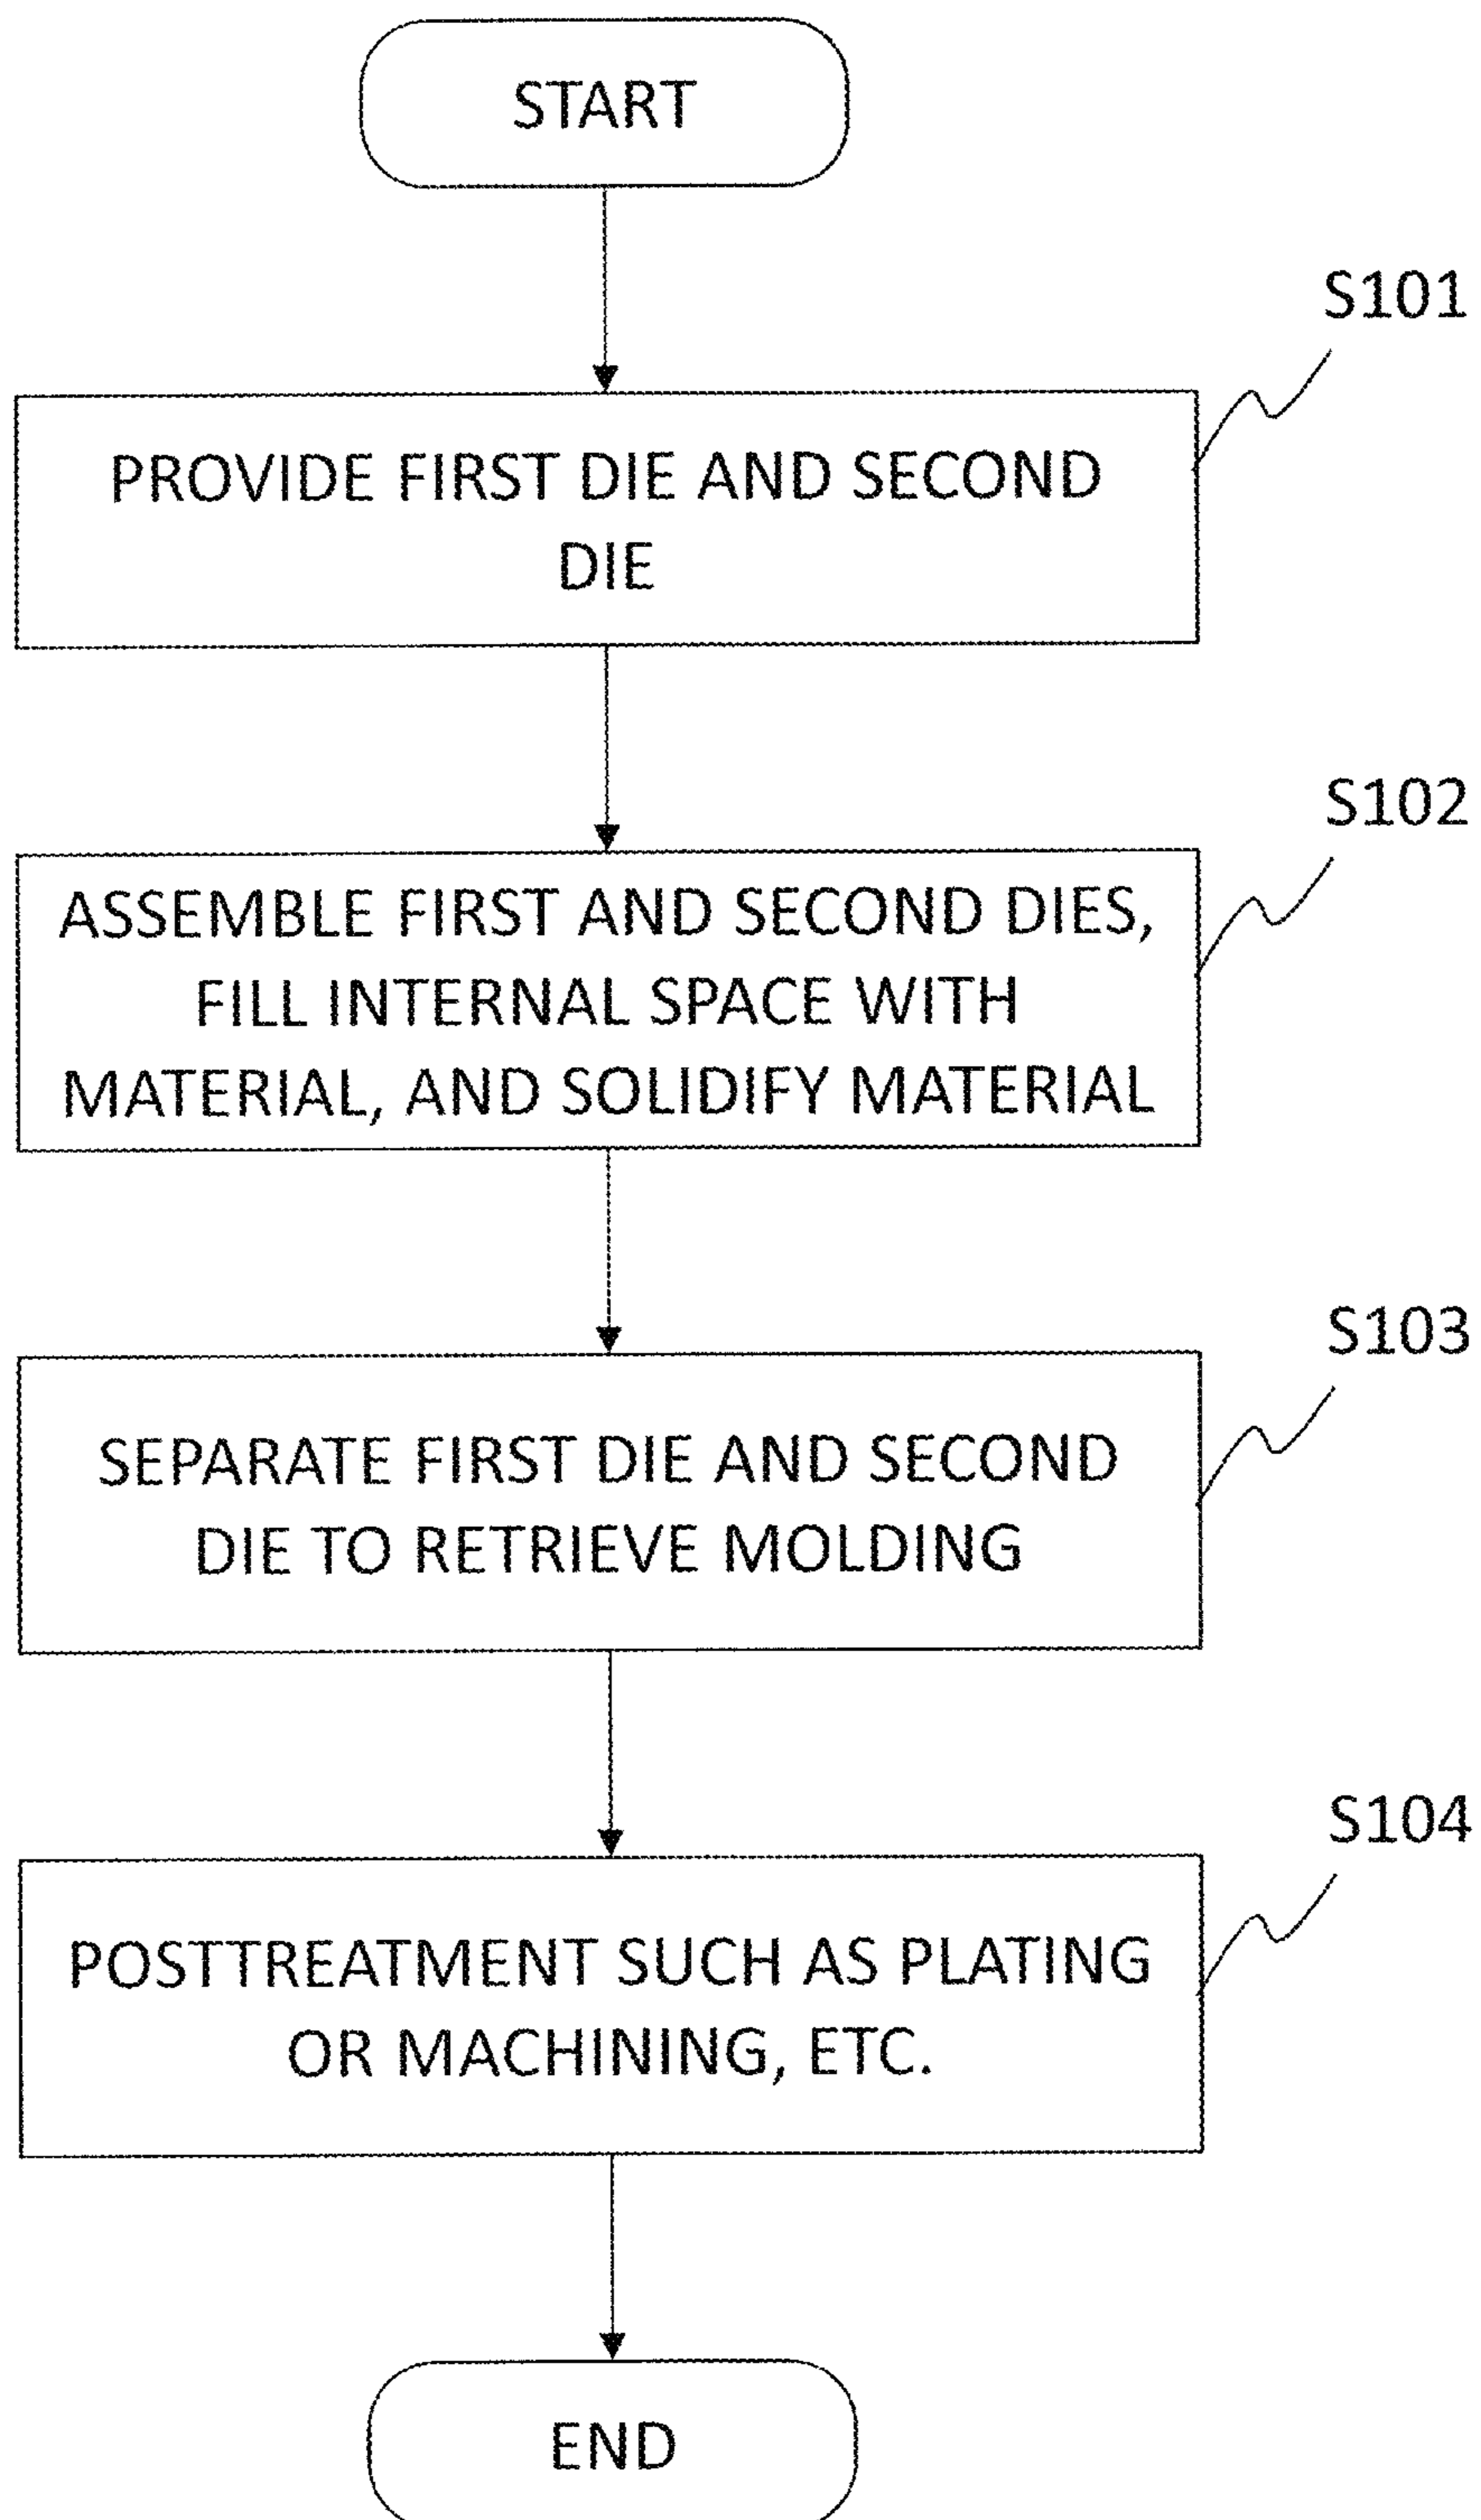 START
S101
PROVIDE FIRST DIE AND SECOND
DIE
S102
ASSEMBLE FIRST AND SECOND DIES,
FILL INTERNAL SPACE WITH
MATERIAL, AND SOLIDIFY MATERIAL
S103
SEPARATE FIRST DIE AND SECOND
DIE TO RETRIEVE MOLDING
S104
POSTTREATMENT SUCH AS PLATING
OR MACHINING, ETC.
END